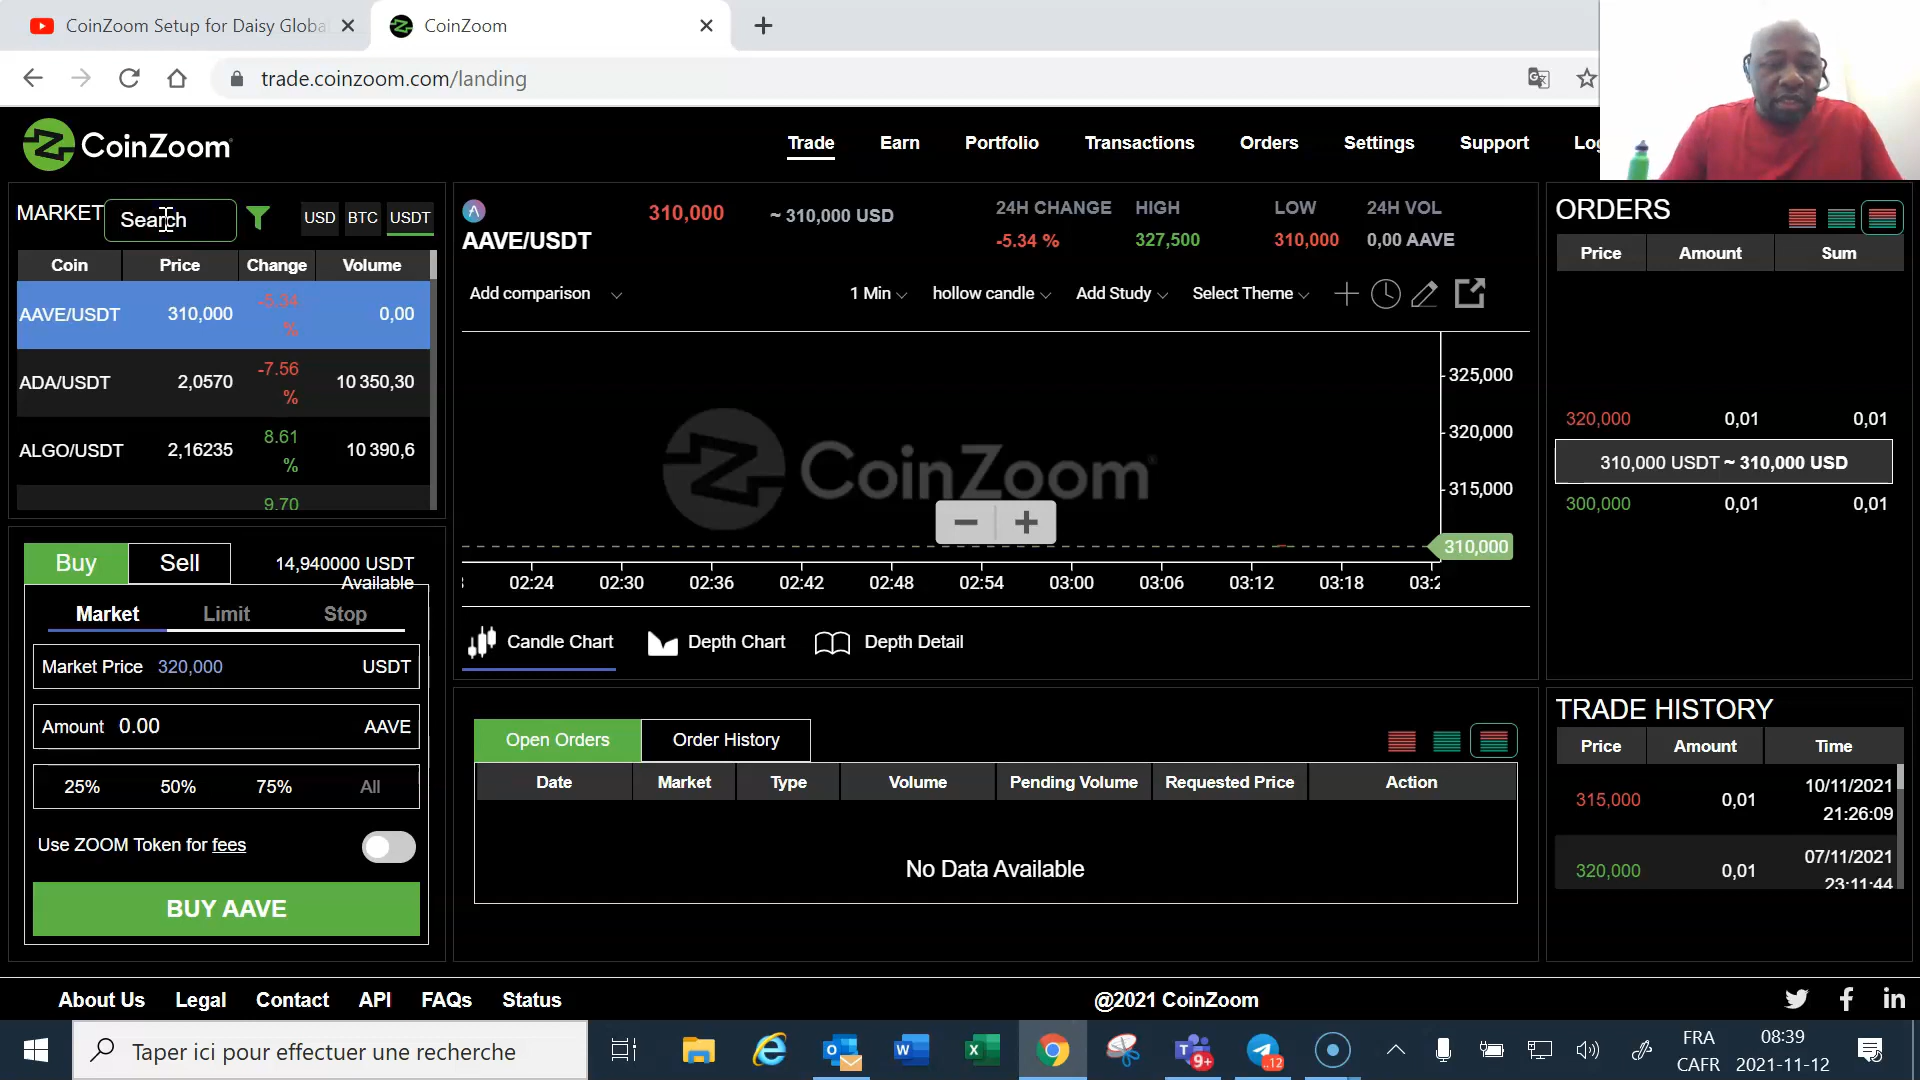 CoinZoom Setup for Daisy Globa
CoinZoom
trade.coinzoom.com/landing
CoinZoom
Trade
Earn
Portfolio
Transactions
Orders
Settings
Support
MARKET
Search
USD
BTC
USDT
Coin Price Change Volume
AAVE/USDT 310,000 -5.34 % 0,00
ADA/USDT 2,0570 -7.56 % 10 350,30
ALGO/USDT 2,16235 8.61 % 10 390,6
9.70
Buy
Sell
14,940000 USDT
Available
Market
Limit
Stop
Market Price 320,000 USDT
Amount 0.00 AAVE
25% 50% 75% All
Use ZOOM Token for fees
BUY AAVE
AAVE/USDT
310,000
~ 310,000 USD
24H CHANGE
-5.34 %
HIGH
327,500
LOW
310,000
24H VOL
0,00 AAVE
Add comparison
1 Min
hollow candle
Add Study
Select Theme
CoinZoom
325,000
320,000
315,000
310,000
02:24 02:30 02:36 02:42 02:48 02:54 03:00 03:06 03:12 03:18
Candle Chart
Depth Chart
Depth Detail
Open Orders
Order History
Date Market Type Volume Pending Volume Requested Price Action
No Data Available
ORDERS
Price Amount Sum
320,000 0,01 0,01
310,000 USDT ~ 310,000 USD
300,000 0,01 0,01
TRADE HISTORY
Price Amount Time
315,000 0,01 10/11/2021
21:26:09
320,000 0,01 07/11/2021
23:11:44
About Us
Legal
Contact
API
FAQs
Status
@2021 CoinZoom
Taper ici pour effectuer une recherche
9+
12
FRA
CAFR
08:39
2021-11-12